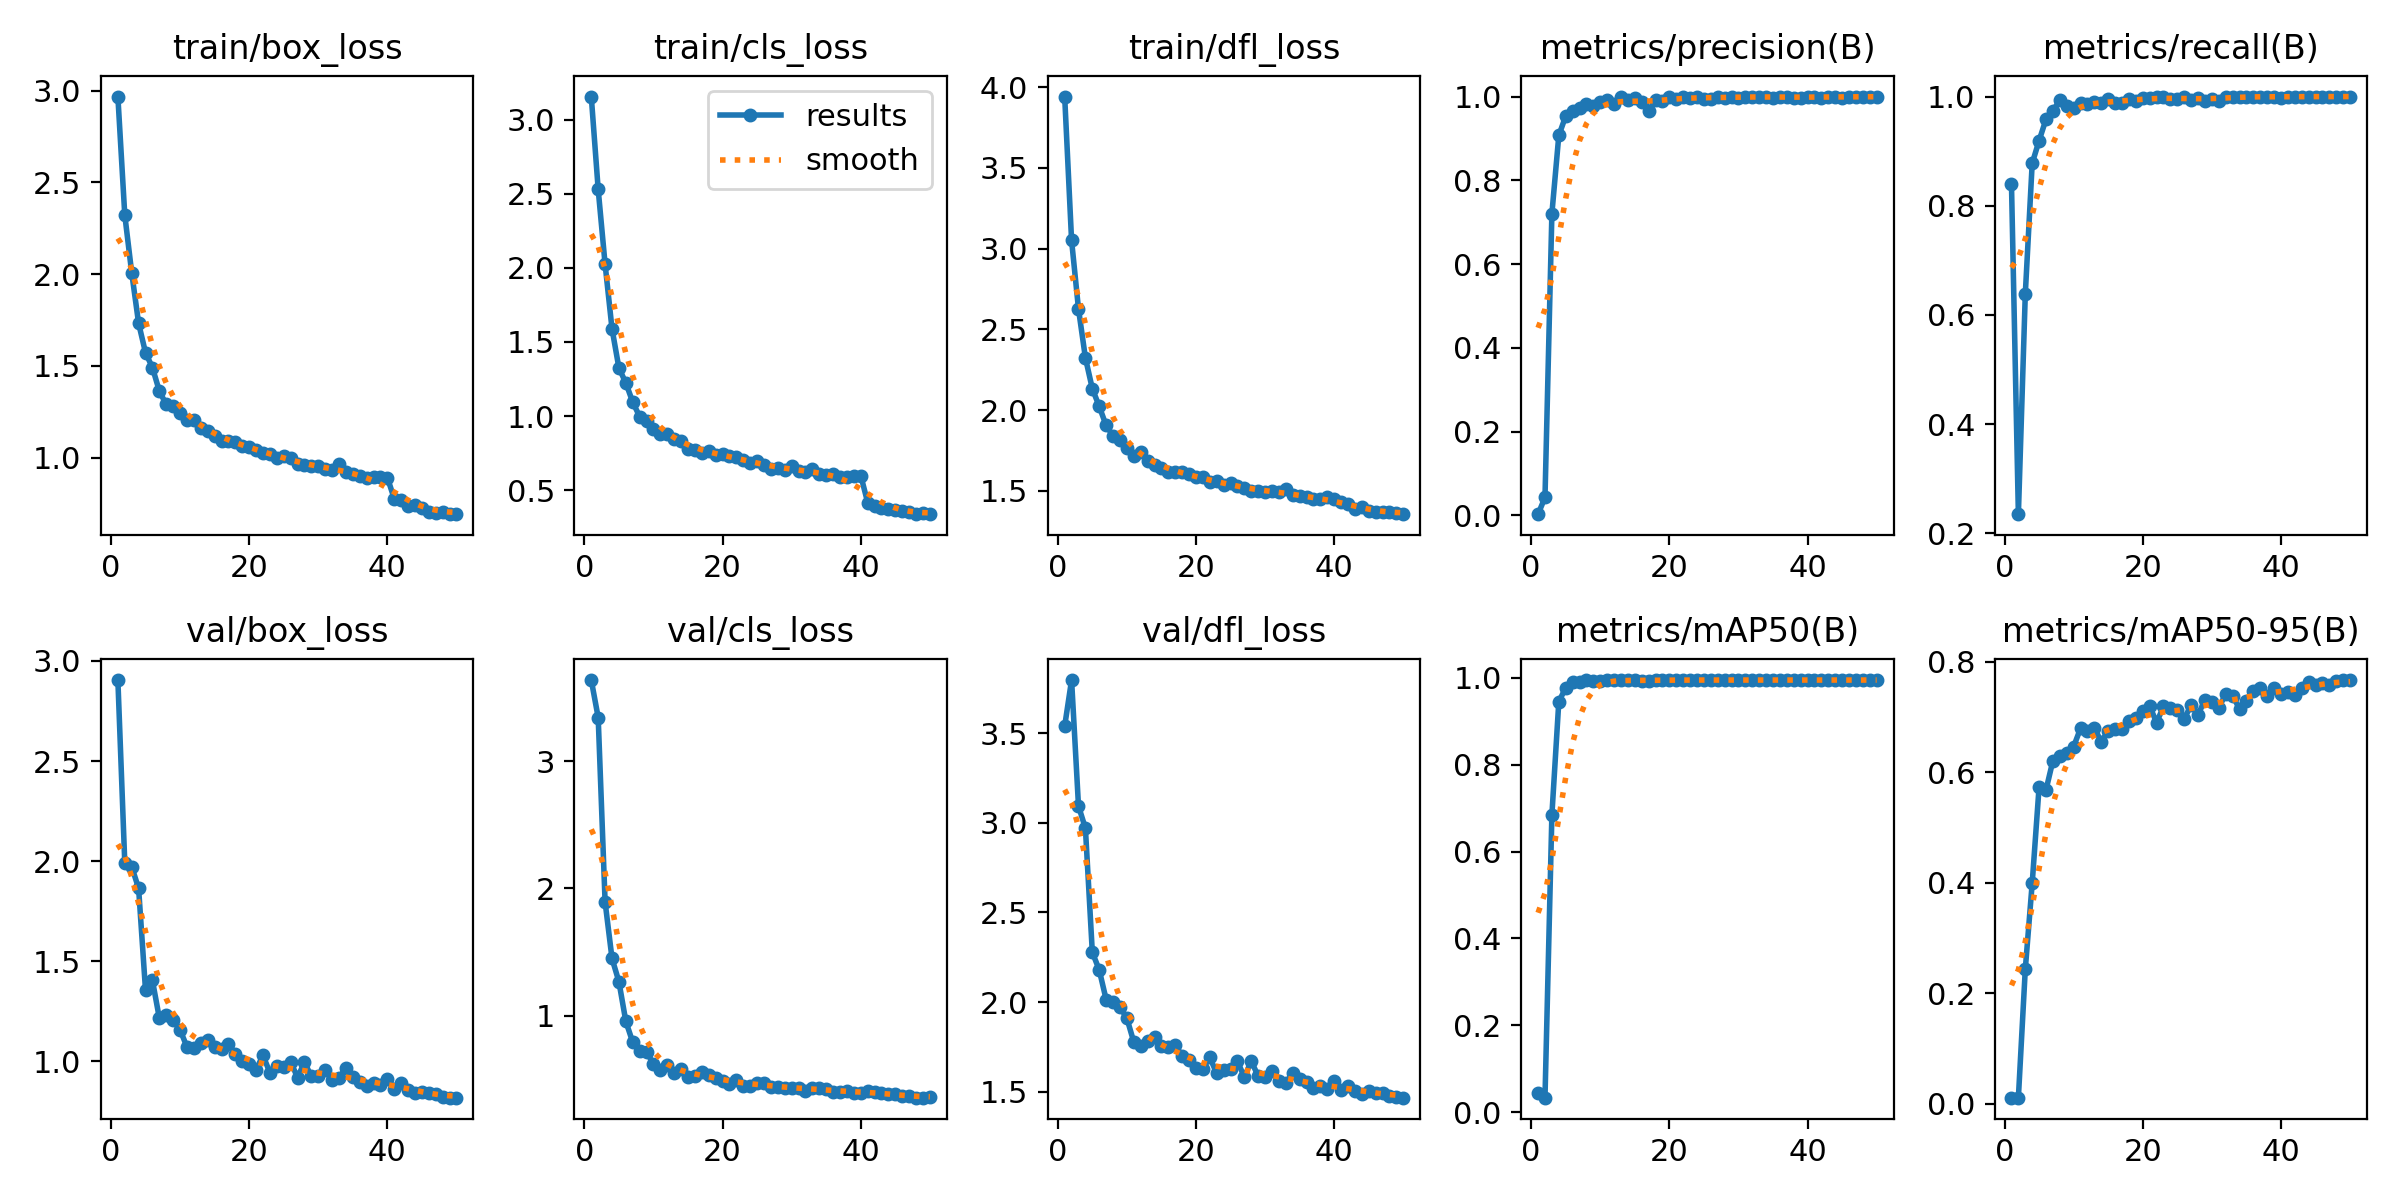 train/box_loss
3.0
2.5
2.0
1.5
1.0
0 20 40
train/cls_loss
results
smooth
3.0
2.5
2.0
1.5
1.0
0.5
0 20 40
train/dfl_loss
4.0
3.5
3.0
2.5
2.0
1.5
0 20 40
metrics/precision(B)
1.0
0.8
0.6
0.4
0.2
0.0
0 20 40
metrics/recall(B)
1.0
0.8
0.6
0.4
0.2
0 20 40
val/box_loss
3.0
2.5
2.0
1.5
1.0
0 20 40
val/cls_loss
3
2
1
0 20 40
val/dfl_loss
3.5
3.0
2.5
2.0
1.5
0 20 40
metrics/mAP50(B)
1.0
0.8
0.6
0.4
0.2
0.0
0 20 40
metrics/mAP50-95(B)
0.8
0.6
0.4
0.2
0.0
0 20 40